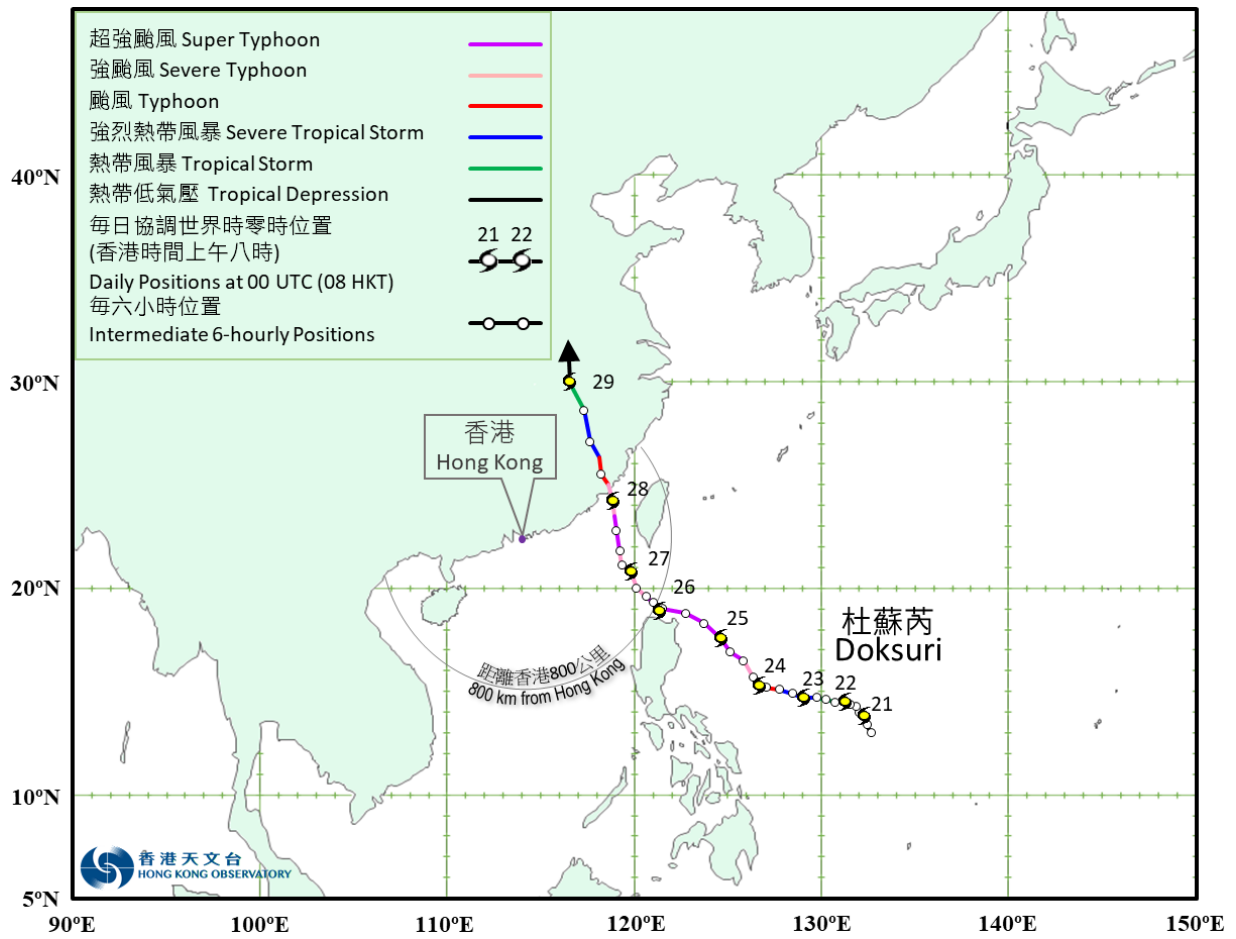 超強颱風 Super Typhoon
強颱風 Severe Typhoon
颱風 Typhoon
強烈熱帶風暴 Severe Tropical Storm
熱帶風暴 Tropical Storm
熱帶低氣壓 Tropical Depression
每日協調世界時零時位置
(香港時間上午八時)
21 22
Daily Positions at 00 UTC (08 HKT)
每六小時位置
Intermediate 6-hourly Positions
40ºN
30ºN
20ºN
10ºN
5ºN
29
香港
Hong Kong
28
27
26
25
24
23
22
21
杜蘇芮
Doksuri
距離香港800公里
800 km from Hong Kong
香港天文台
HONG KONG OBSERVATORY
90ºE
100ºE
110ºE
120ºE
130ºE
140ºE
150ºE